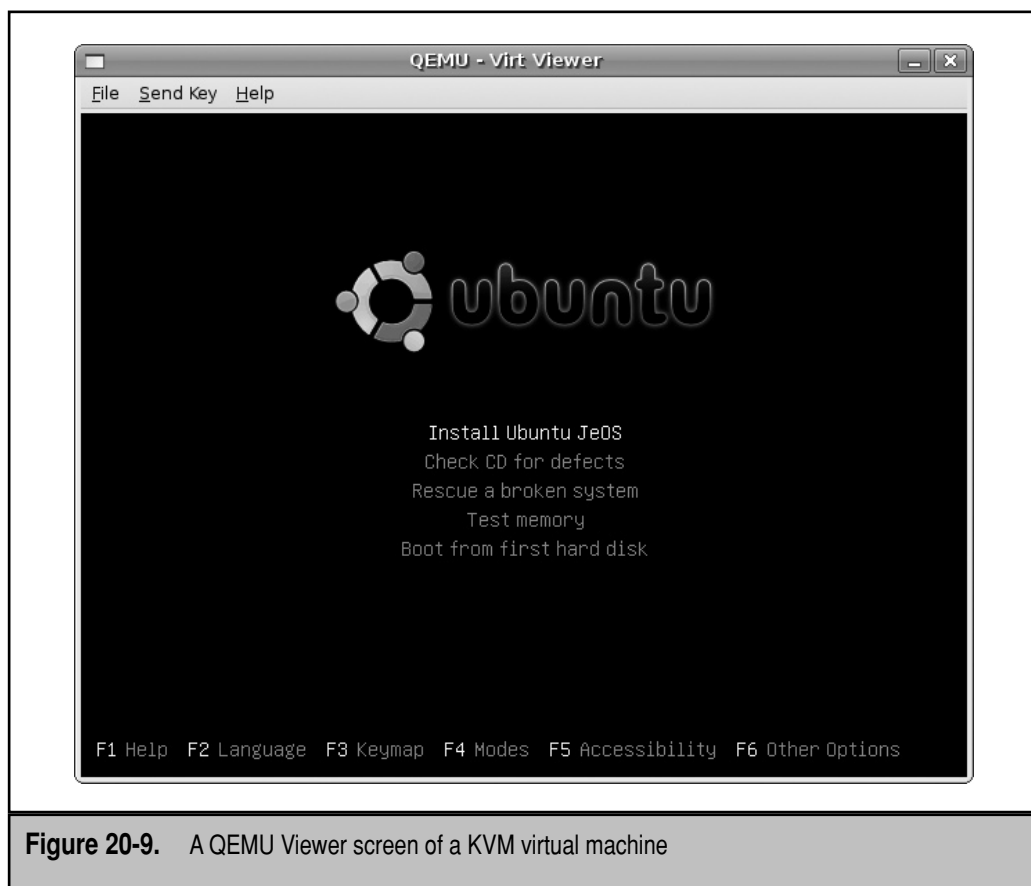 QEMU - Virt Viewer
File Send Key Help
ubuntu
Install Ubuntu JeOS
Check CD for defects
Rescue a broken system
Test memory
Boot from first hard disk
F1 Help F2 Language F3 Keymap F4 Modes F5 Accessibility F6 Other Options
Figure 20-9. A QEMU Viewer screen of a KVM virtual machine